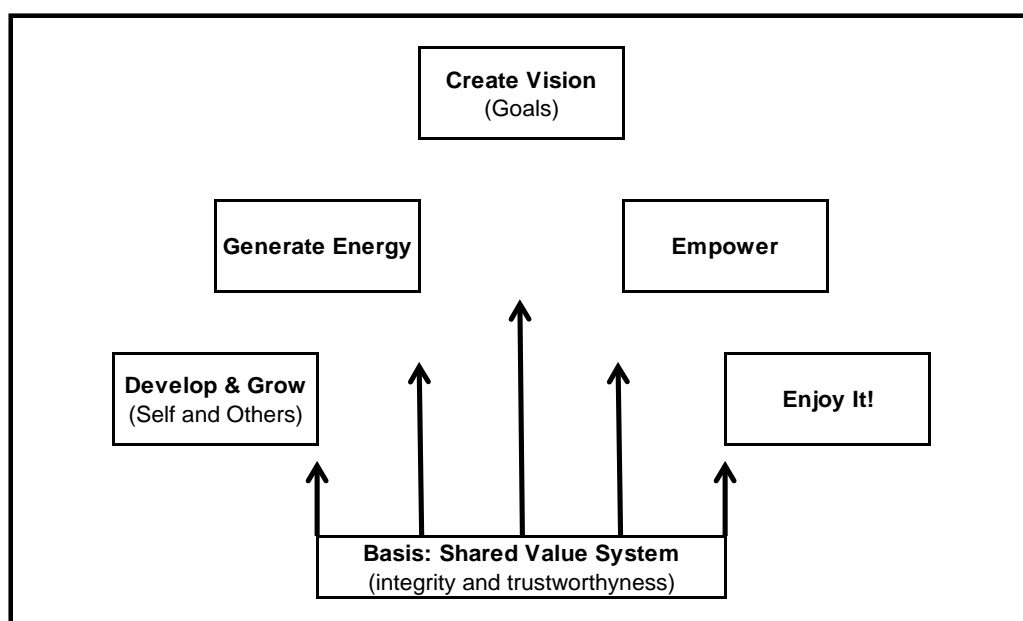 Create Vision
(Goals)
Generate Energy
Empower
Develop & Grow
(Self and Others)
Enjoy It!
Basis: Shared Value System
(integrity and trustworthyness)